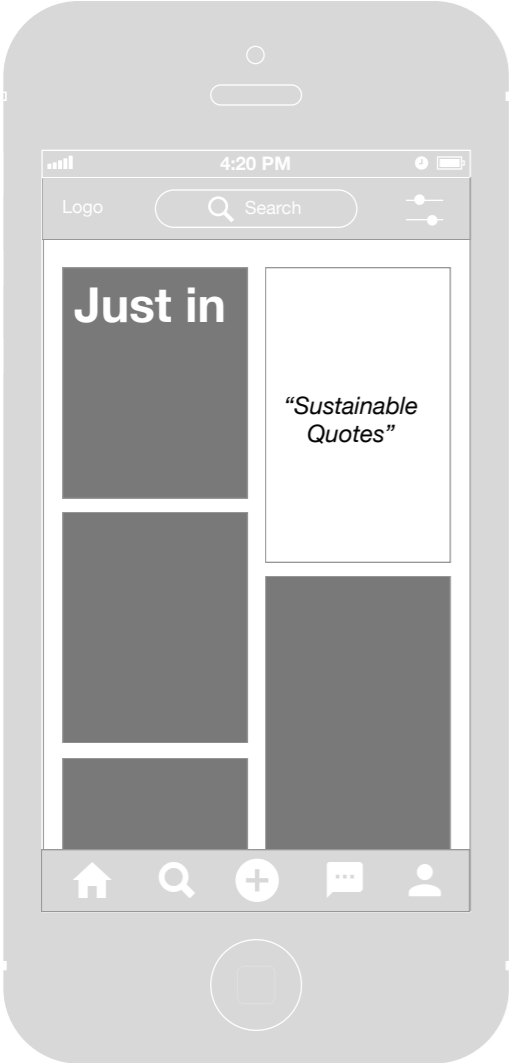 4:20 PM
Logo
Search
Just in
“Sustainable
Quotes”